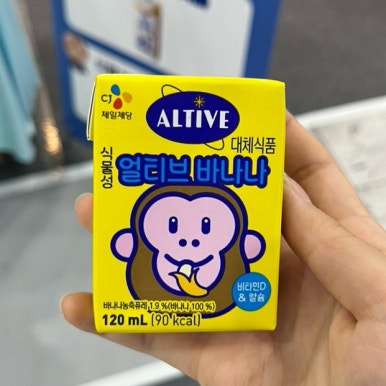 CJ
제일제당
ALTIVE
대체식품
식물성
얼티브 바나나
비타민D
& 칼슘
바나나농축퓨레 1.9 %(바나나 100 %)
120 mL (90 kcal)